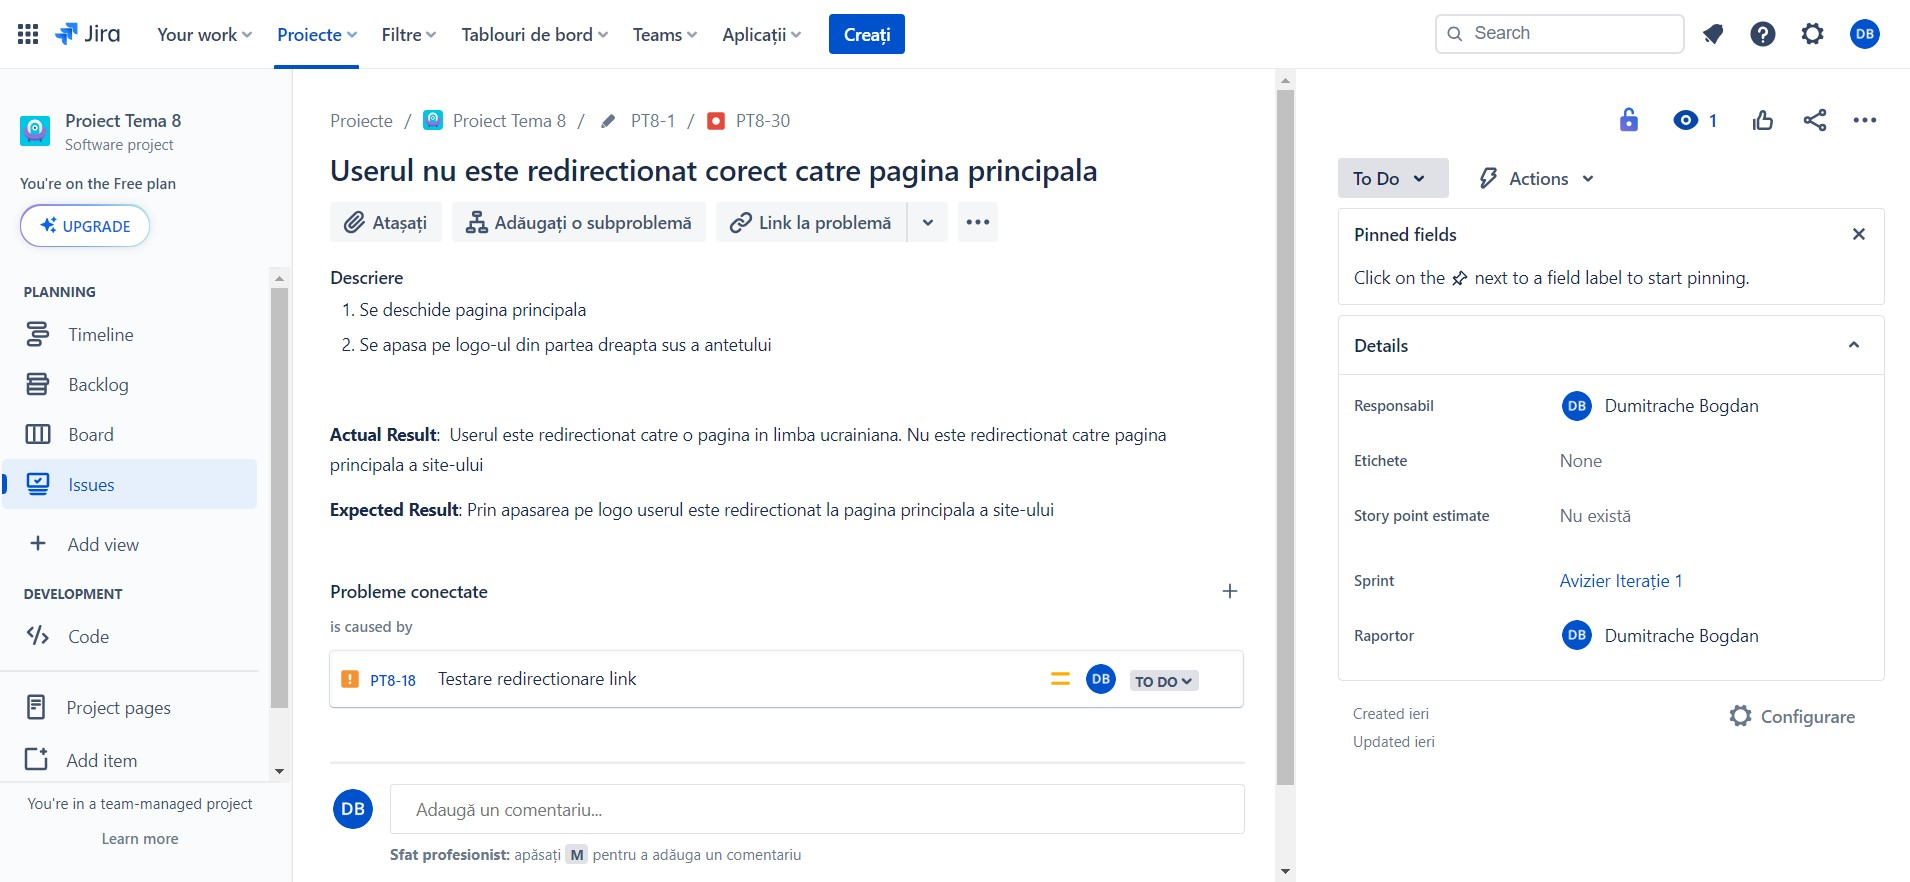 Jira Your work Proiecte Filtre Tablouri de bord Teams Aplicații Creați Search DB
Proiect Tema 8
Software project
You're on the Free plan
UPGRADE
PLANNING
Timeline
Backlog
Board
Issues
Add view
DEVELOPMENT
Code
Project pages
Add item
You're in a team-managed project
Learn more
Proiecte / Proiect Tema 8 / PT8-1 / PT8-30
Userul nu este redirectionat corect catre pagina principala
Atașați Adăugați o subproblemă Link la problemă
Descriere
1. Se deschide pagina principala
2. Se apasa pe logo-ul din partea dreapta sus a antetului
Actual Result: Userul este redirectionat catre o pagina in limba ucrainiana. Nu este redirectionat catre pagina
principala a site-ului
Expected Result: Prin apasarea pe logo userul este redirectionat la pagina principala a site-ului
Probleme conectate
is caused by
PT8-18 Testare redirectionare link DB TO DO
DB Adaugă un comentariu...
Sfat profesionist: apăsați M pentru a adăuga un comentariu
1
To Do Actions
Pinned fields
Click on the next to a field label to start pinning.
Details
Responsabil DB Dumitrache Bogdan
Etichete None
Story point estimate Nu există
Sprint Avizier Iterație 1
Raportor DB Dumitrache Bogdan
Created ieri
Updated ieri
Configurare